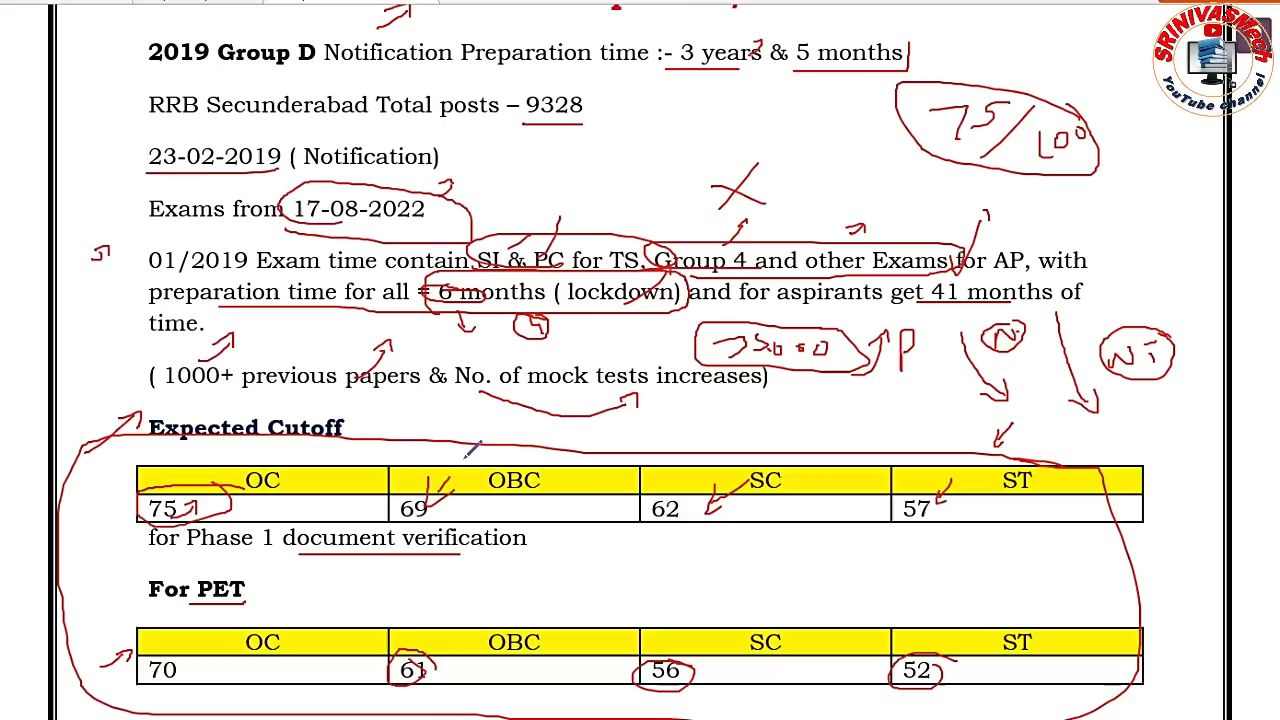 SRINIVASMech
YouTube channel
2019 Group D Notification Preparation time :- 3 years & 5 months
RRB Secunderabad Total posts – 9328
75/100
23-02-2019 ( Notification)
Exams from 17-08-2022
01/2019 Exam time contain SI & PC for TS, Group 4 and other Exams for AP, with
preparation time for all = 6 months ( lockdown) and for aspirants get 41 months of
time.
( 1000+ previous papers & No. of mock tests increases)
Expected Cutoff
OC OBC SC ST
75 69 62 57
for Phase 1 document verification
For PET
OC OBC SC ST
70 61 56 52